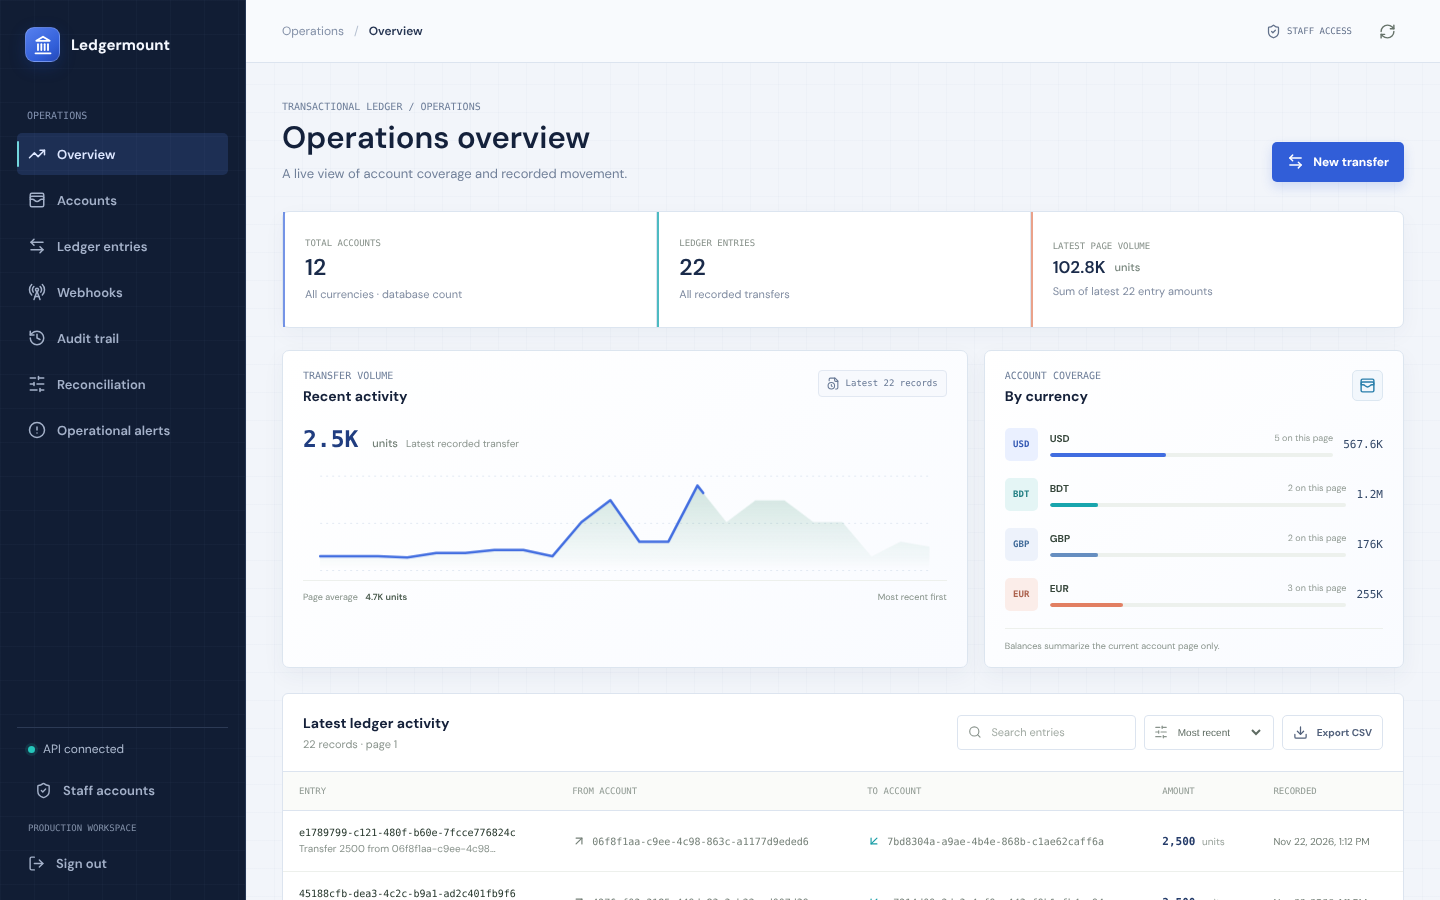 Ledgermount
OPERATIONS
Overview
Accounts
Ledger entries
Webhooks
Audit trail
Reconciliation
Operational alerts
API connected
Staff accounts
PRODUCTION WORKSPACE
Sign out
Operations / Overview
STAFF ACCESS
TRANSACTIONAL LEDGER / OPERATIONS
Operations overview
A live view of account coverage and recorded movement.
New transfer
TOTAL ACCOUNTS
12
All currencies · database count
LEDGER ENTRIES
22
All recorded transfers
LATEST PAGE VOLUME
102.8K units
Sum of latest 22 entry amounts
TRANSFER VOLUME
Recent activity
Latest 22 records
2.5K units Latest recorded transfer
Page average 4.7K units
Most recent first
ACCOUNT COVERAGE
By currency
USD USD 5 on this page 567.6K
BDT BDT 2 on this page 1.2M
GBP GBP 2 on this page 176K
EUR EUR 3 on this page 255K
Balances summarize the current account page only.
Latest ledger activity
22 records · page 1
Search entries
Most recent
Export CSV
ENTRY FROM ACCOUNT TO ACCOUNT AMOUNT RECORDED
e1789799-c121-480f-b60e-7fcce776824c 06f8f1aa-c9ee-4c98-863c-a1177d9eded6 7bd8304a-a9ae-4b4e-868b-c1ae62caff6a 2,500 units Nov 22, 2026, 1:12 PM
Transfer 2500 from 06f8f1aa-c9ee-4c98...
45188cfb-dea3-4c2c-b9a1-ad2c401fb9f6